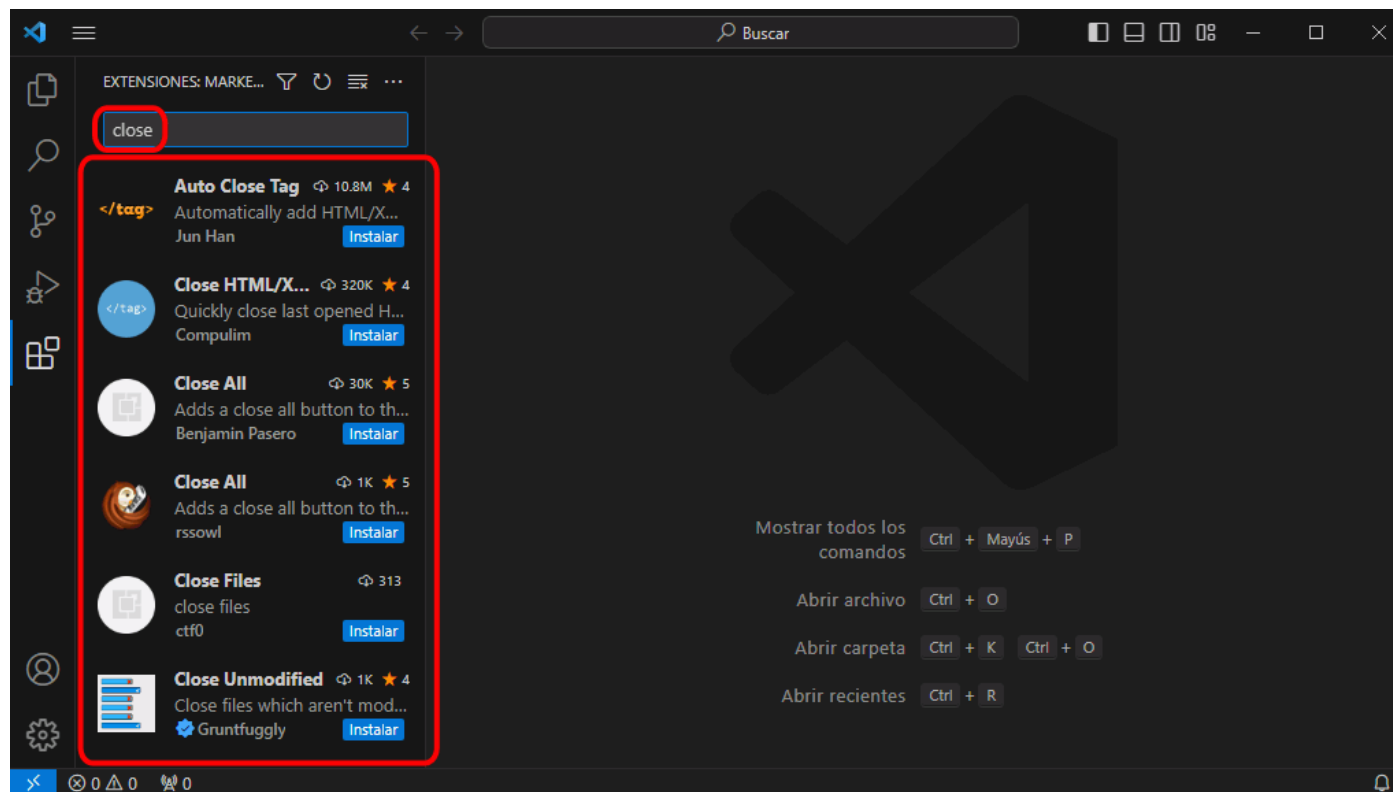 Buscar
EXTENSIONES: MARKE...
close
</tag>
Auto Close Tag 10.8M ★ 4
Automatically add HTML/X...
Jun Han Instalar
</tag>
Close HTML/X... 320K ★ 4
Quickly close last opened H...
Compulim Instalar
Close All 30K ★ 5
Adds a close all button to th...
Benjamin Pasero Instalar
Close All 1K ★ 5
Adds a close all button to th...
rssowl Instalar
Close Files 313
close files
ctf0 Instalar
Close Unmodified 1K ★ 4
Close files which aren't mod...
Gruntfuggly Instalar
Mostrar todos los
comandos Ctrl + Mayús + P
Abrir archivo Ctrl + O
Abrir carpeta Ctrl + K Ctrl + O
Abrir recientes Ctrl + R
0 0 0